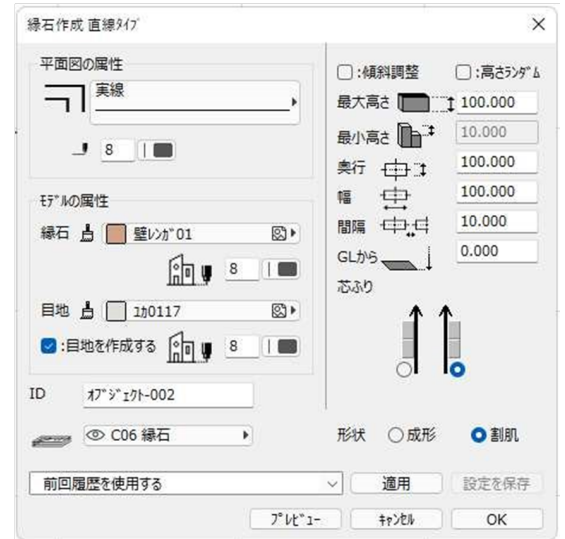 縁石作成 直線ﾀｲﾌﾟ
平面図の属性
実線
8
ﾓﾃﾞﾙの属性
縁石 壁ﾚﾝｶﾞ01
8
目地 ﾕｶ0117
:目地を作成する 8
ID ｵﾌﾞｼﾞｪｸﾄ-002
C06 縁石
:傾斜調整 :高さﾗﾝﾀﾞﾑ
最大高さ 100.000
最小高さ 10.000
奥行 100.000
幅 100.000
間隔 10.000
GLから 0.000
芯ふり
形状 成形 割肌
前回履歴を使用する 適用 設定を保存
ﾌﾟﾚﾋﾞｭｰ ｷｬﾝｾﾙ OK